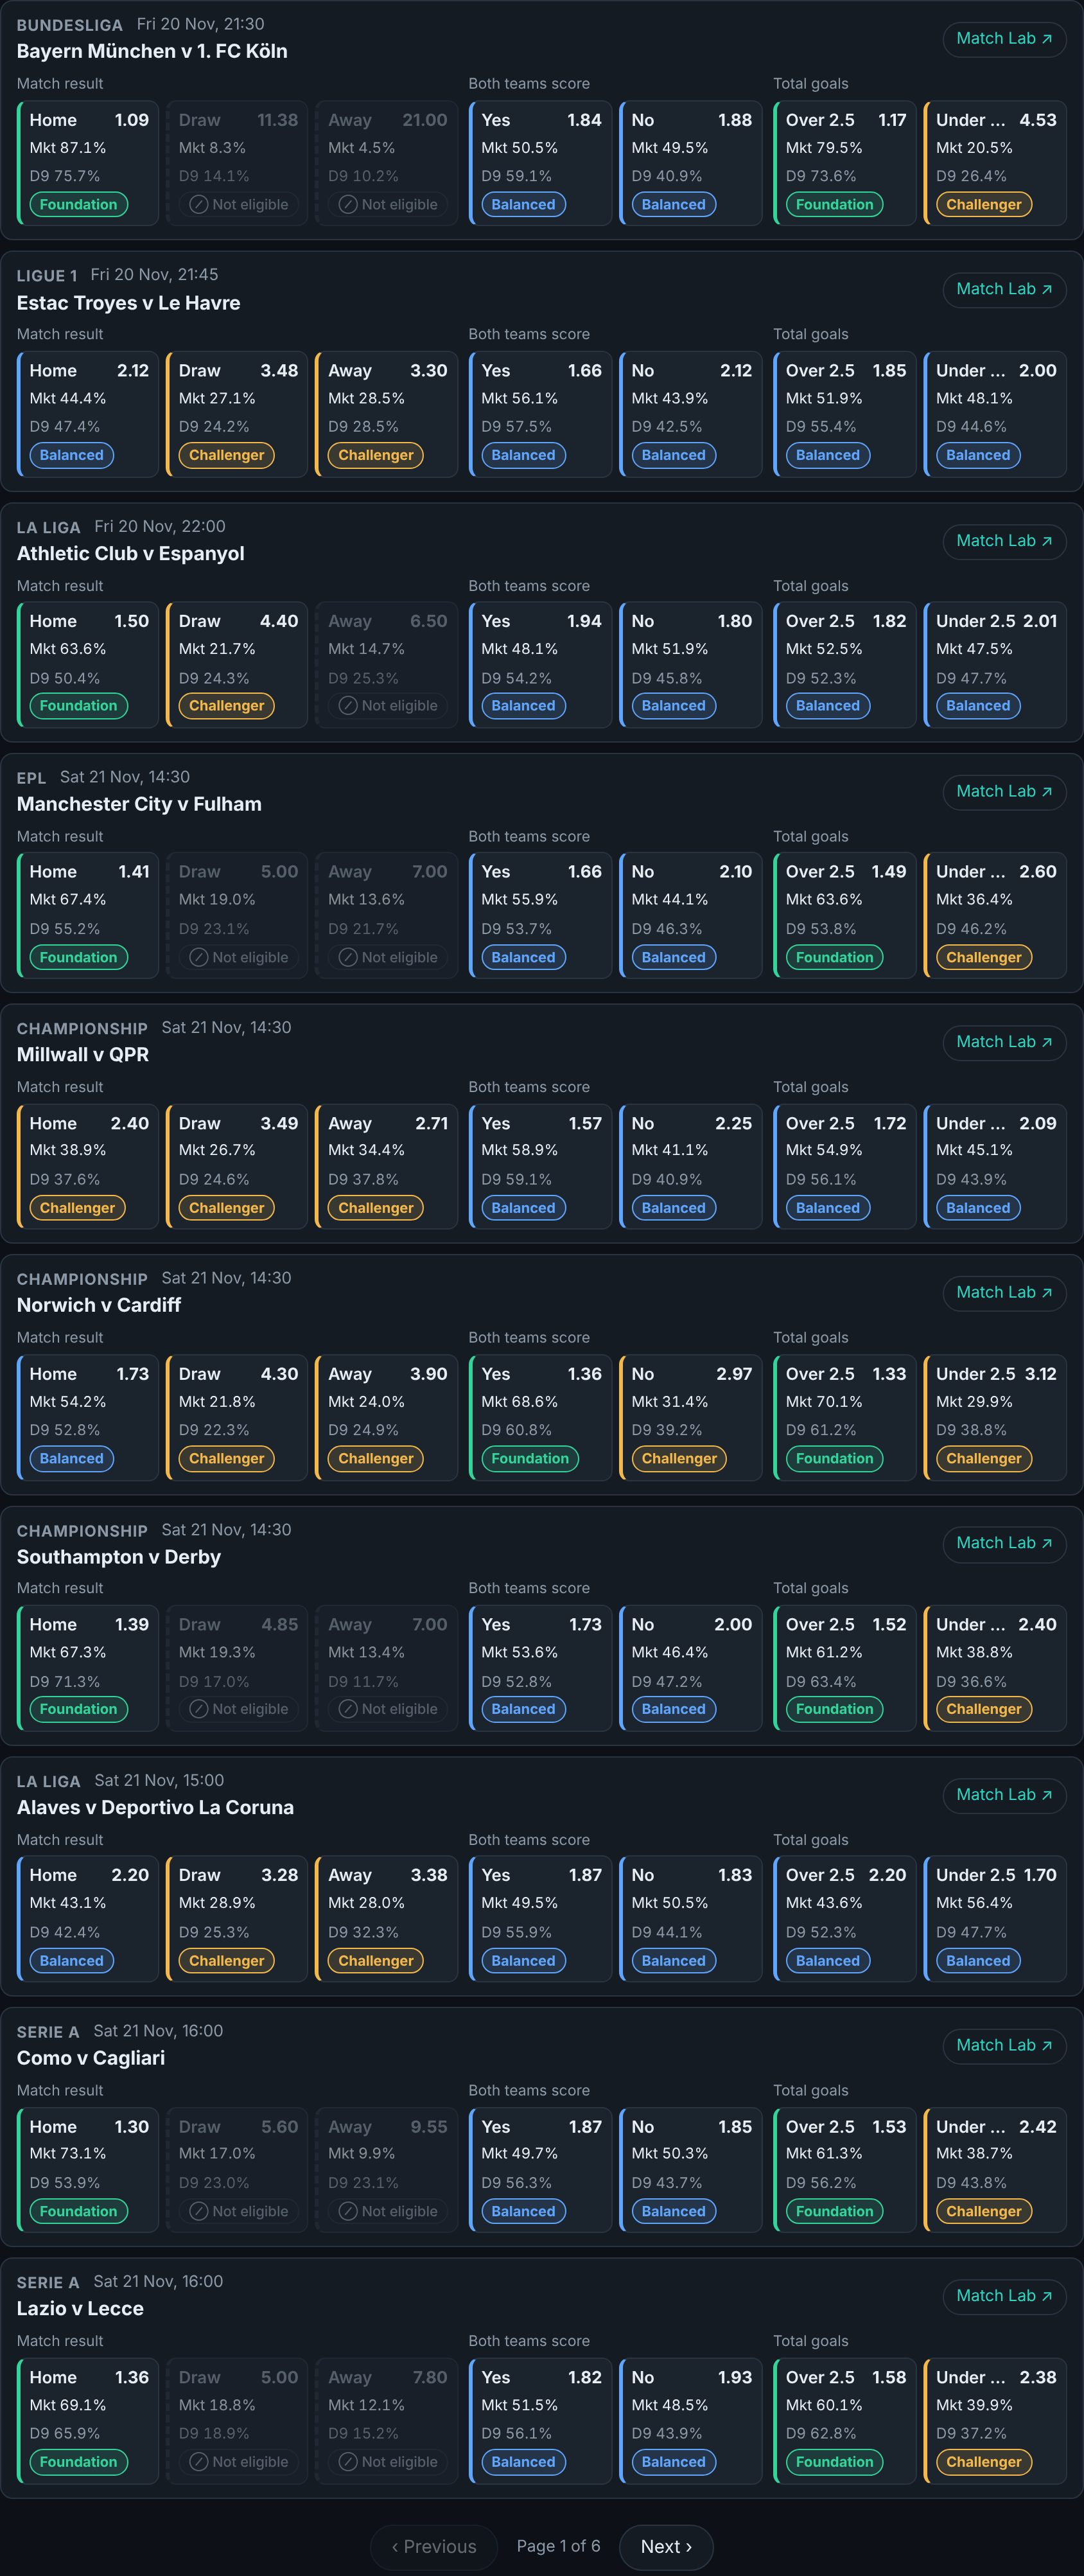 BUNDESLIGA Fri 20 Nov, 21:30
Bayern München v 1. FC Köln
Match Lab ↗
Match result Both teams score Total goals
Home 1.09 Draw 11.38 Away 21.00 Yes 1.84 No 1.88 Over 2.5 1.17 Under ... 4.53
Mkt 87.1% Mkt 8.3% Mkt 4.5% Mkt 50.5% Mkt 49.5% Mkt 79.5% Mkt 20.5%
D9 75.7% D9 14.1% D9 10.2% D9 59.1% D9 40.9% D9 73.6% D9 26.4%
Foundation Not eligible Not eligible Balanced Balanced Foundation Challenger
LIGUE 1 Fri 20 Nov, 21:45
Estac Troyes v Le Havre
Match Lab ↗
Match result Both teams score Total goals
Home 2.12 Draw 3.48 Away 3.30 Yes 1.66 No 2.12 Over 2.5 1.85 Under ... 2.00
Mkt 44.4% Mkt 27.1% Mkt 28.5% Mkt 56.1% Mkt 43.9% Mkt 51.9% Mkt 48.1%
D9 47.4% D9 24.2% D9 28.5% D9 57.5% D9 42.5% D9 55.4% D9 44.6%
Balanced Challenger Challenger Balanced Balanced Balanced Balanced
LA LIGA Fri 20 Nov, 22:00
Athletic Club v Espanyol
Match Lab ↗
Match result Both teams score Total goals
Home 1.50 Draw 4.40 Away 6.50 Yes 1.94 No 1.80 Over 2.5 1.82 Under 2.5 2.01
Mkt 63.6% Mkt 21.7% Mkt 14.7% Mkt 48.1% Mkt 51.9% Mkt 52.5% Mkt 47.5%
D9 50.4% D9 24.3% D9 25.3% D9 54.2% D9 45.8% D9 52.3% D9 47.7%
Foundation Challenger Not eligible Balanced Balanced Balanced Balanced
EPL Sat 21 Nov, 14:30
Manchester City v Fulham
Match Lab ↗
Match result Both teams score Total goals
Home 1.41 Draw 5.00 Away 7.00 Yes 1.66 No 2.10 Over 2.5 1.49 Under ... 2.60
Mkt 67.4% Mkt 19.0% Mkt 13.6% Mkt 55.9% Mkt 44.1% Mkt 63.6% Mkt 36.4%
D9 55.2% D9 23.1% D9 21.7% D9 53.7% D9 46.3% D9 53.8% D9 46.2%
Foundation Not eligible Not eligible Balanced Balanced Foundation Challenger
CHAMPIONSHIP Sat 21 Nov, 14:30
Millwall v QPR
Match Lab ↗
Match result Both teams score Total goals
Home 2.40 Draw 3.49 Away 2.71 Yes 1.57 No 2.25 Over 2.5 1.72 Under ... 2.09
Mkt 38.9% Mkt 26.7% Mkt 34.4% Mkt 58.9% Mkt 41.1% Mkt 54.9% Mkt 45.1%
D9 37.6% D9 24.6% D9 37.8% D9 59.1% D9 40.9% D9 56.1% D9 43.9%
Challenger Challenger Challenger Balanced Balanced Balanced Balanced
CHAMPIONSHIP Sat 21 Nov, 14:30
Norwich v Cardiff
Match Lab ↗
Match result Both teams score Total goals
Home 1.73 Draw 4.30 Away 3.90 Yes 1.36 No 2.97 Over 2.5 1.33 Under 2.5 3.12
Mkt 54.2% Mkt 21.8% Mkt 24.0% Mkt 68.6% Mkt 31.4% Mkt 70.1% Mkt 29.9%
D9 52.8% D9 22.3% D9 24.9% D9 60.8% D9 39.2% D9 61.2% D9 38.8%
Balanced Challenger Challenger Foundation Challenger Foundation Challenger
CHAMPIONSHIP Sat 21 Nov, 14:30
Southampton v Derby
Match Lab ↗
Match result Both teams score Total goals
Home 1.39 Draw 4.85 Away 7.00 Yes 1.73 No 2.00 Over 2.5 1.52 Under ... 2.40
Mkt 67.3% Mkt 19.3% Mkt 13.4% Mkt 53.6% Mkt 46.4% Mkt 61.2% Mkt 38.8%
D9 71.3% D9 17.0% D9 11.7% D9 52.8% D9 47.2% D9 63.4% D9 36.6%
Foundation Not eligible Not eligible Balanced Balanced Foundation Challenger
LA LIGA Sat 21 Nov, 15:00
Alaves v Deportivo La Coruna
Match Lab ↗
Match result Both teams score Total goals
Home 2.20 Draw 3.28 Away 3.38 Yes 1.87 No 1.83 Over 2.5 2.20 Under 2.5 1.70
Mkt 43.1% Mkt 28.9% Mkt 28.0% Mkt 49.5% Mkt 50.5% Mkt 43.6% Mkt 56.4%
D9 42.4% D9 25.3% D9 32.3% D9 55.9% D9 44.1% D9 52.3% D9 47.7%
Balanced Challenger Challenger Balanced Balanced Balanced Balanced
SERIE A Sat 21 Nov, 16:00
Como v Cagliari
Match Lab ↗
Match result Both teams score Total goals
Home 1.30 Draw 5.60 Away 9.55 Yes 1.87 No 1.85 Over 2.5 1.53 Under ... 2.42
Mkt 73.1% Mkt 17.0% Mkt 9.9% Mkt 49.7% Mkt 50.3% Mkt 61.3% Mkt 38.7%
D9 53.9% D9 23.0% D9 23.1% D9 56.3% D9 43.7% D9 56.2% D9 43.8%
Foundation Not eligible Not eligible Balanced Balanced Foundation Challenger
SERIE A Sat 21 Nov, 16:00
Lazio v Lecce
Match Lab ↗
Match result Both teams score Total goals
Home 1.36 Draw 5.00 Away 7.80 Yes 1.82 No 1.93 Over 2.5 1.58 Under ... 2.38
Mkt 69.1% Mkt 18.8% Mkt 12.1% Mkt 51.5% Mkt 48.5% Mkt 60.1% Mkt 39.9%
D9 65.9% D9 18.9% D9 15.2% D9 56.1% D9 43.9% D9 62.8% D9 37.2%
Foundation Not eligible Not eligible Balanced Balanced Foundation Challenger
‹ Previous Page 1 of 6 Next ›